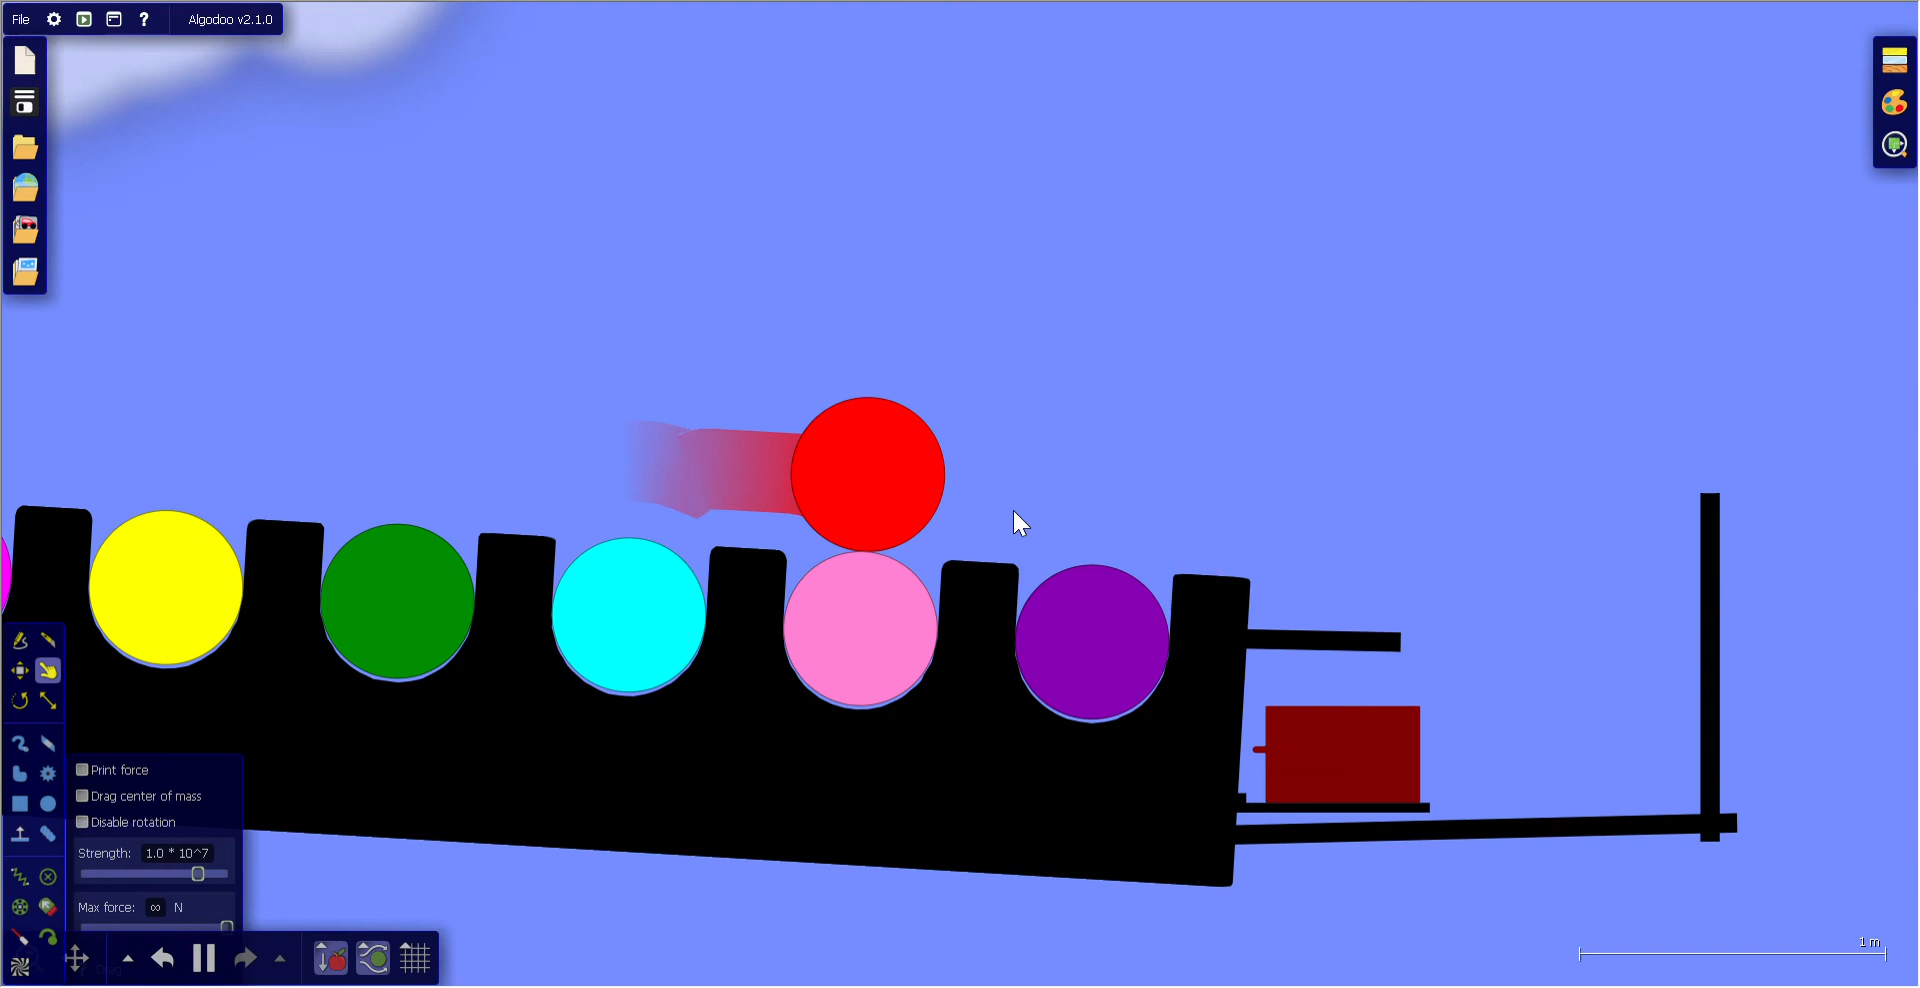 File ? Algodoo v2.1.0
Print force
Drag center of mass
Disable rotation
Strength: 1.0 * 10^7
Max force: ∞ N
1 m